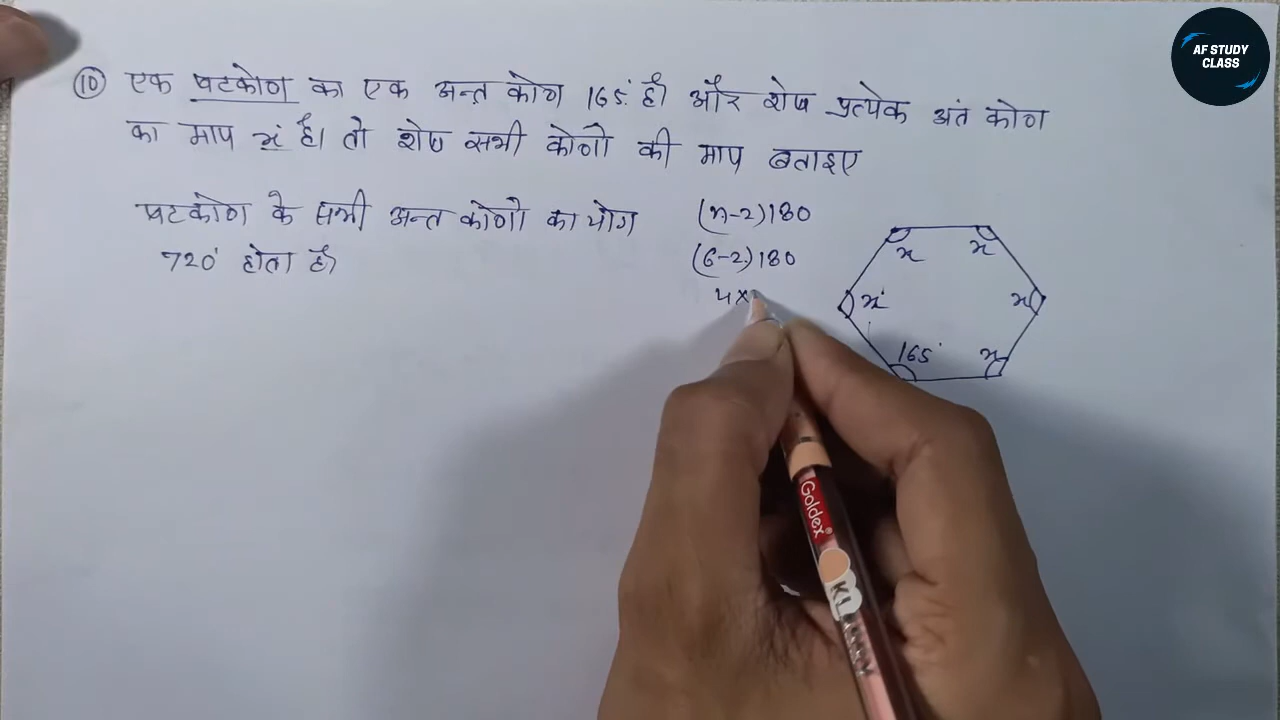 ⑩ एक षटकोण का एक अन्त कोण 165° है। और शेष प्रत्येक अंत कोण
का माप x° है। तो शेष सभी कोणों की माप बताइए
षटकोण के सभी अन्त कोणों का योग
720° होता है।
(n-2)180
(6-2)180
4×
x x
x° x
165° x
AF STUDY
CLASS
Goldex